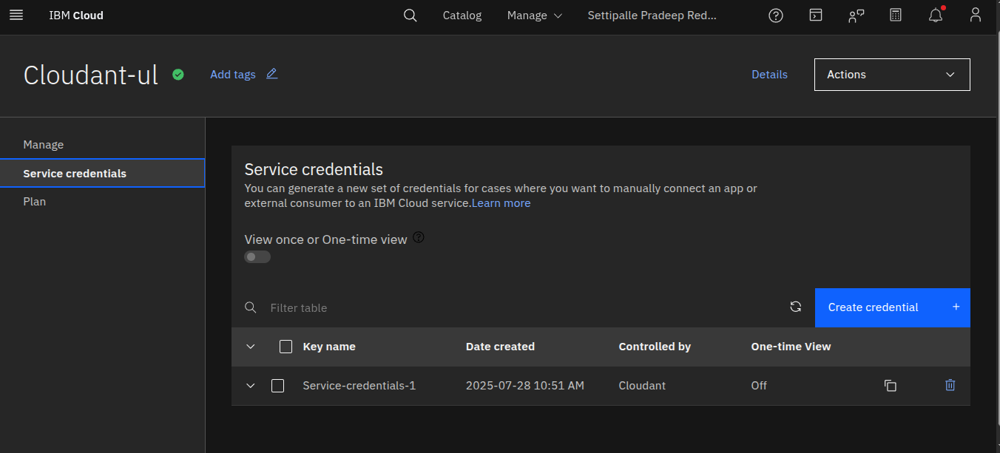 IBM Cloud
Catalog
Manage
Settipalle Pradeep Red...
Cloudant-ul
Add tags
Details
Actions
Manage
Service credentials
Plan
Service credentials
You can generate a new set of credentials for cases where you want to manually connect an app or
external consumer to an IBM Cloud service.Learn more
View once or One-time view
Filter table
Create credential +
Key name Date created Controlled by One-time View
Service-credentials-1 2025-07-28 10:51 AM Cloudant Off